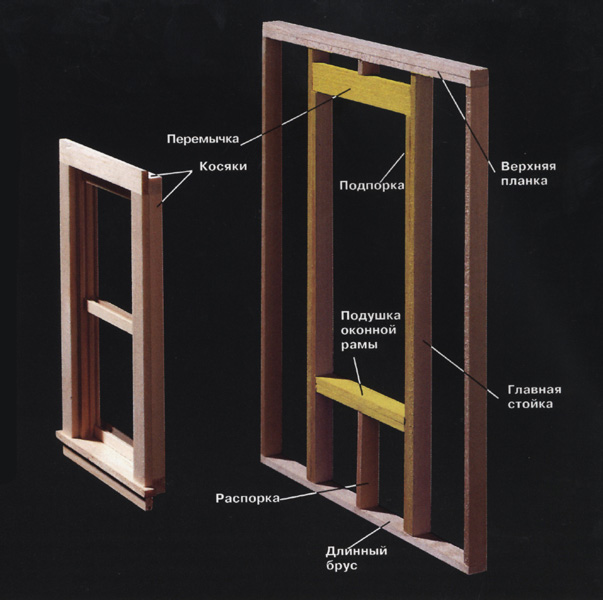 Перемычка
Косяки
Верхняя
планка
Подпорка
Подушка
оконной
рамы
Главная
стойка
Распорка
Длинный
брус